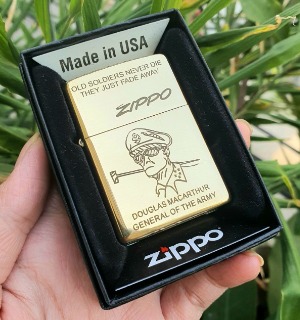 Made in USA
OLD SOLDIERS NEVER DIE
THEY JUST FADE AWAY
ZIPPO
DOUGLAS MACARTHUR
GENERAL OF THE ARMY
zippo